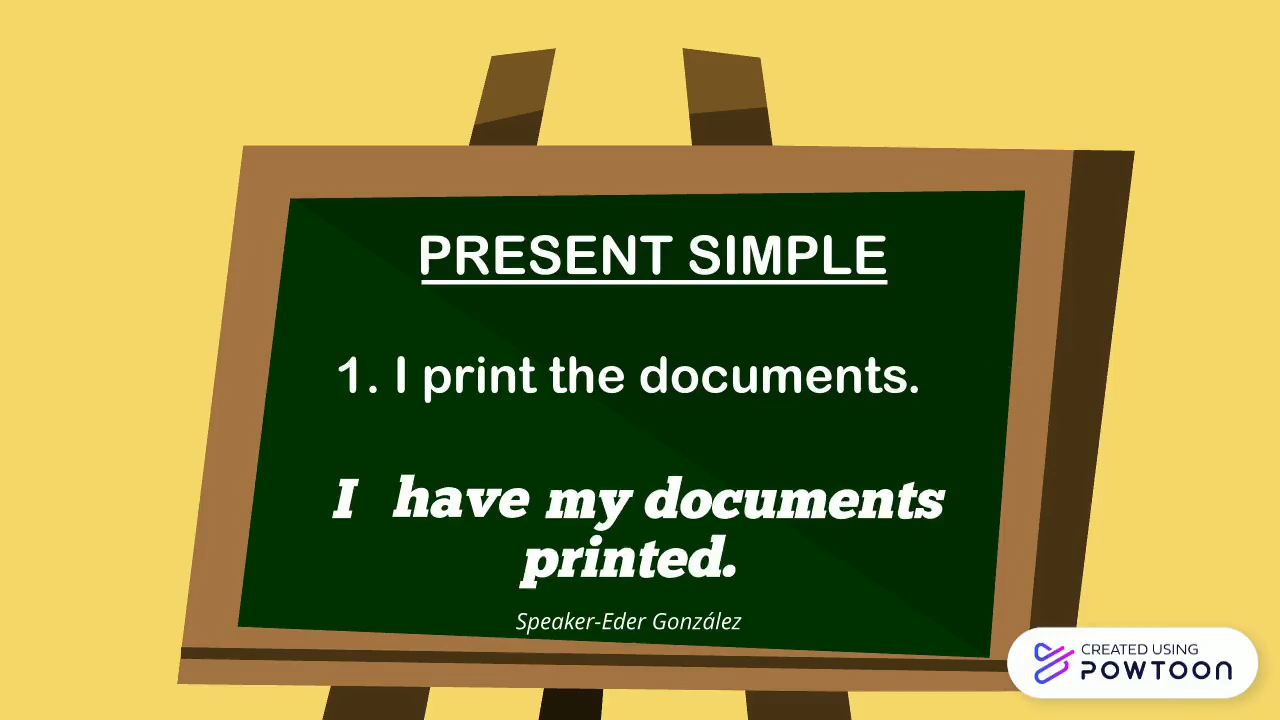 PRESENT SIMPLE
1. I print the documents.
I have my documents
printed.
Speaker-Eder González
CREATED USING
POWTOON